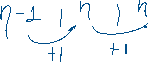 n-1 | n | n
+1 +1